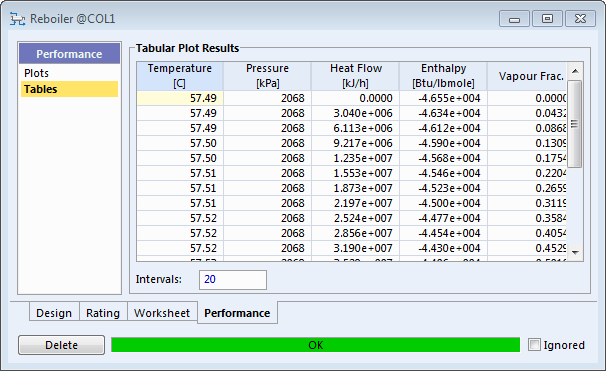 Reboiler @COL1
Performance
Plots
Tables
Tabular Plot Results
Temperature Pressure Heat Flow Enthalpy Vapour Frac.
[C] [kPa] [kJ/h] [Btu/lbmole]
57.49 2068 0.0000 -4.655e+004 0.0000
57.49 2068 3.040e+006 -4.634e+004 0.0432
57.49 2068 6.113e+006 -4.612e+004 0.0868
57.50 2068 9.217e+006 -4.590e+004 0.1309
57.50 2068 1.235e+007 -4.568e+004 0.1754
57.51 2068 1.553e+007 -4.546e+004 0.2204
57.51 2068 1.873e+007 -4.523e+004 0.2659
57.51 2068 2.197e+007 -4.500e+004 0.3119
57.52 2068 2.524e+007 -4.477e+004 0.3584
57.52 2068 2.856e+007 -4.454e+004 0.4054
57.52 2068 3.190e+007 -4.430e+004 0.4529
Intervals: 20
Design Rating Worksheet Performance
Delete OK Ignored